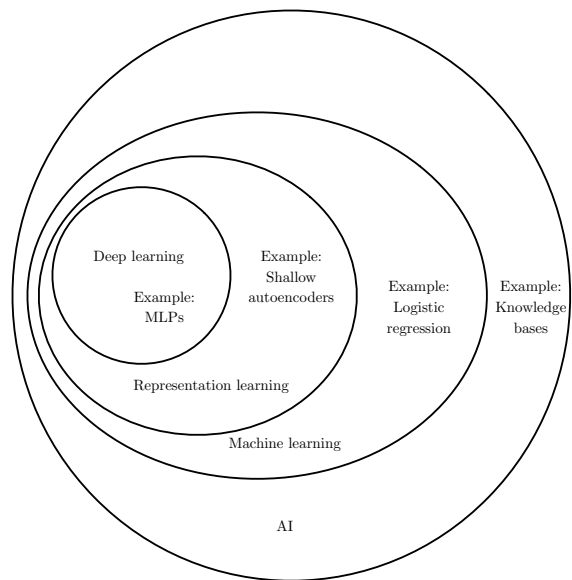 Deep learning
Example:
MLPs
Example:
Shallow
autoencoders
Example:
Logistic
regression
Example:
Knowledge
bases
Representation learning
Machine learning
AI